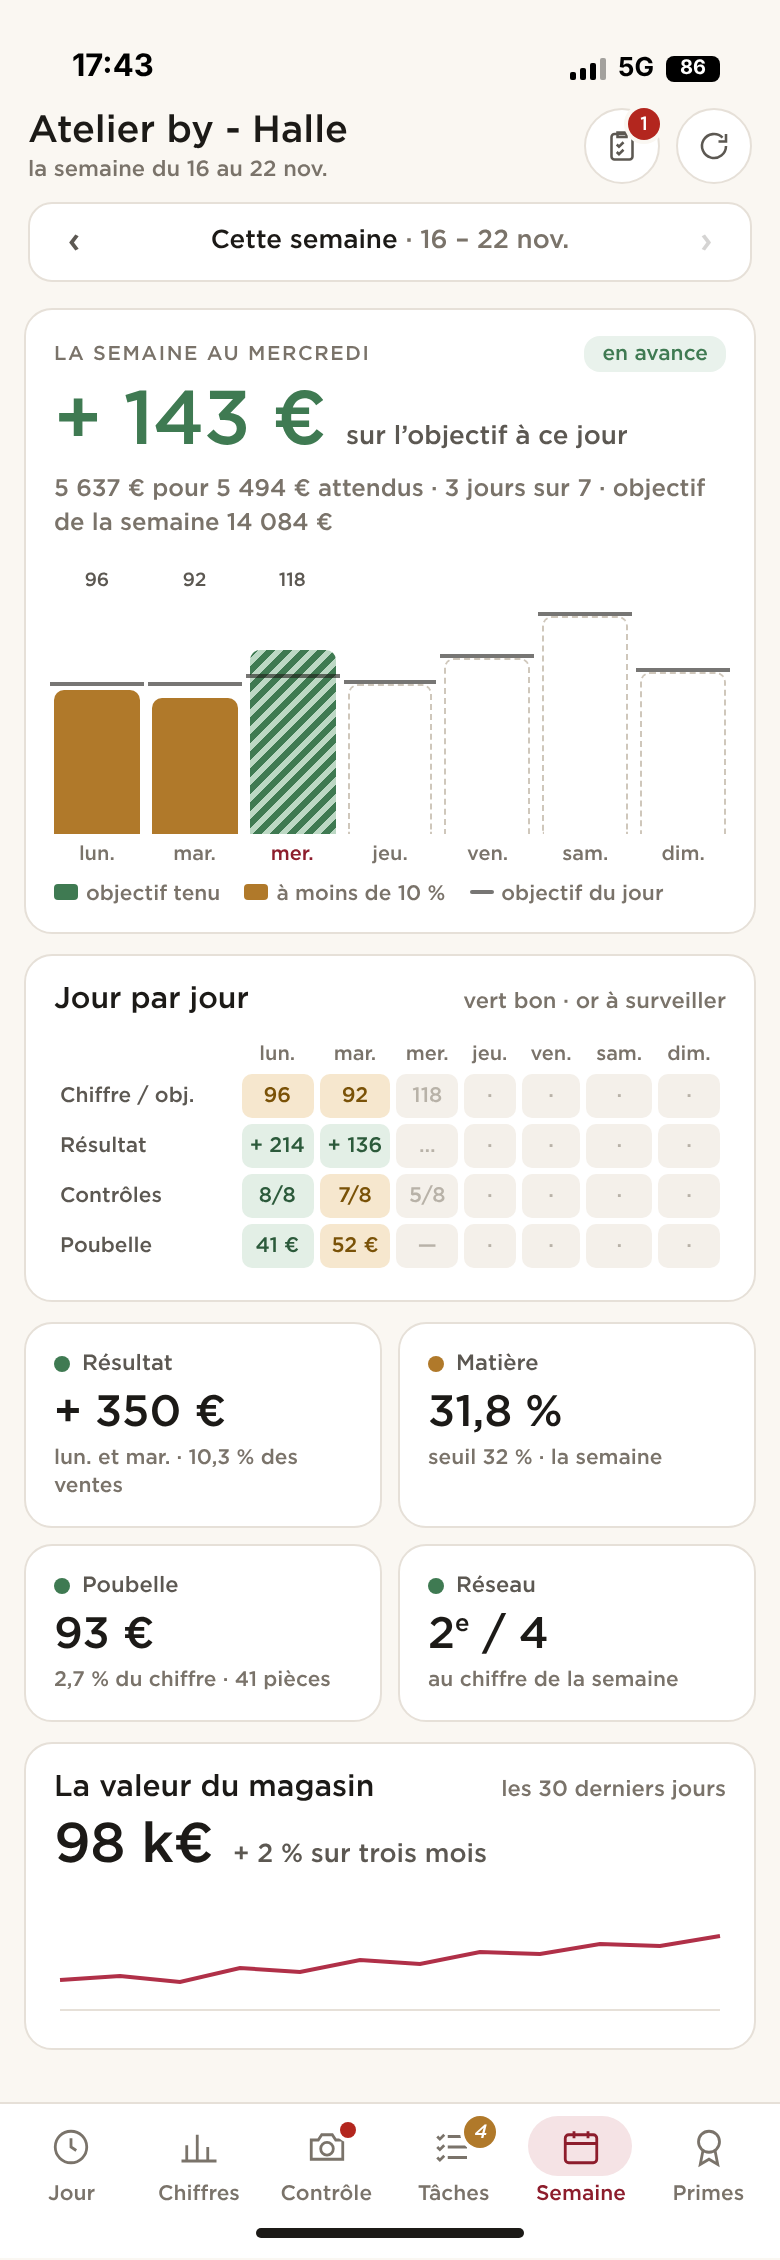 17:43
5G 86
Atelier by - Halle
1
la semaine du 16 au 22 nov.
‹ Cette semaine · 16 – 22 nov. ›
LA SEMAINE AU MERCREDI
en avance
+ 143 € sur l’objectif à ce jour
5 637 € pour 5 494 € attendus · 3 jours sur 7 · objectif
de la semaine 14 084 €
96 92 118
lun. mar. mer. jeu. ven. sam. dim.
objectif tenu à moins de 10 % objectif du jour
Jour par jour
vert bon · or à surveiller
lun. mar. mer. jeu. ven. sam. dim.
Chiffre / obj. 96 92 118 · · · ·
Résultat + 214 + 136 ... · · · ·
Contrôles 8/8 7/8 5/8 · · · ·
Poubelle 41 € 52 € — · · · ·
Résultat
+ 350 €
lun. et mar. · 10,3 % des
ventes
Matière
31,8 %
seuil 32 % · la semaine
Poubelle
93 €
2,7 % du chiffre · 41 pièces
Réseau
2ᵉ / 4
au chiffre de la semaine
La valeur du magasin
les 30 derniers jours
98 k€ + 2 % sur trois mois
4
Jour Chiffres Contrôle Tâches Semaine Primes